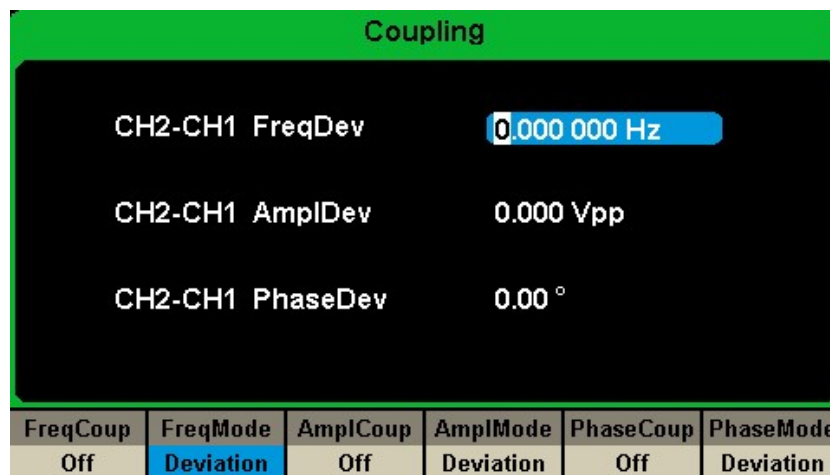 Coupling
CH2-CH1 FreqDev 0.000 000 Hz
CH2-CH1 AmplDev 0.000 Vpp
CH2-CH1 PhaseDev 0.00 °
FreqCoup FreqMode AmplCoup AmplMode PhaseCoup PhaseMode
Off Deviation Off Deviation Off Deviation